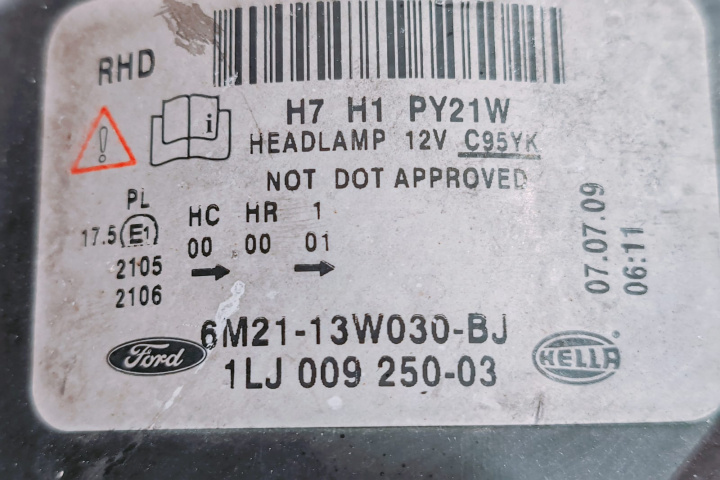 RHD
i
H7 H1 PY21W
HEADLAMP 12V C95YK
NOT DOT APPROVED
PL HC HR 1
17.5 E1 00 00 01
2105
2106
07.07.09
06:11
6M21-13W030-BJ
Ford
1LJ 009 250-03
HELLA